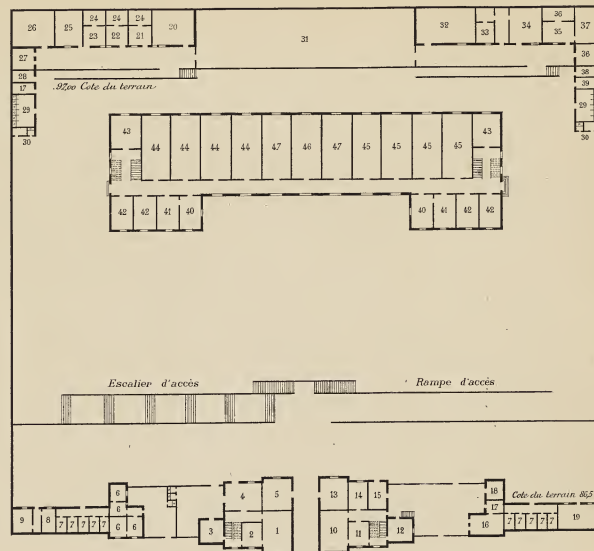 26 25 24 24 24 20 31 32 34 36 37
23 22 21 33 35
27 36
28 38
17 39
.92,00 Cote du terrain
29 29
30 30
43 44 44 44 44 47 46 47 45 45 45 45 43
42 42 41 40 40 41 42 42
Escalier d'accès Rampe d'accès
6 4 5 13 14 15 18
Cote du terrain 86,5
6 17
9 8 7 7 7 7 7 6 6 3 2 1 10 11 12 16 7 7 7 7 7 19